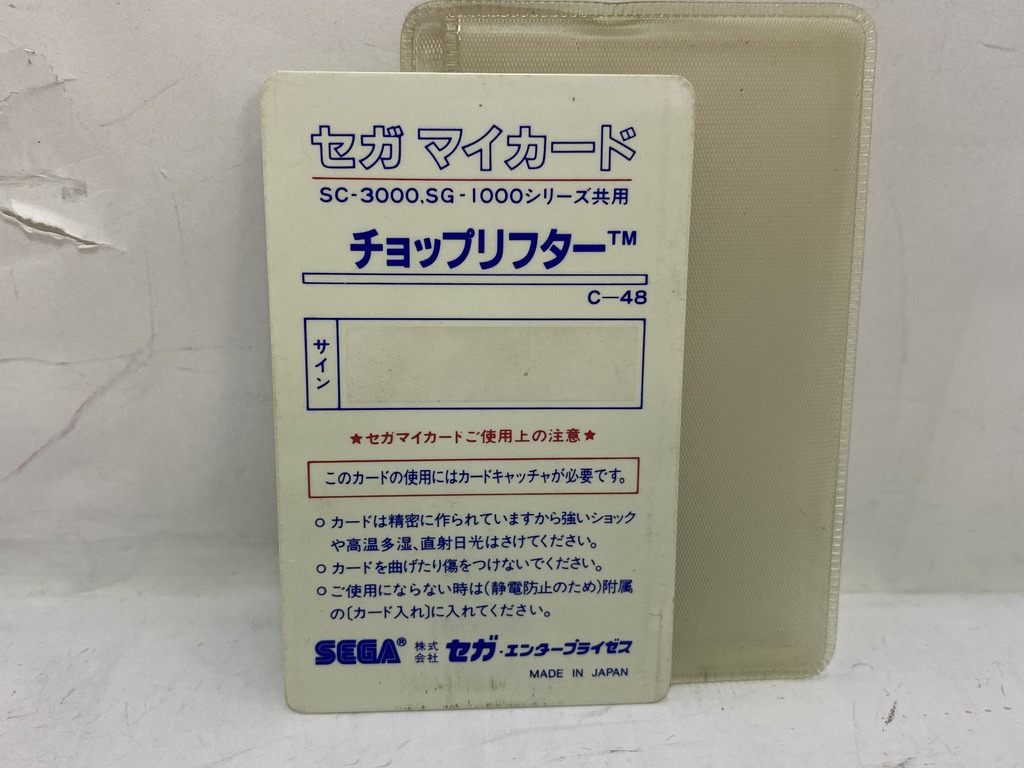 セガ マイカード
SC-3000,SG-1000シリーズ共用
チョップリフター™
C-48
サイン
★セガマイカードご使用上の注意★
このカードの使用にはカードキャッチャが必要です。
○ カードは精密に作られていますから強いショック
や高温多湿、直射日光はさけてください。
○ カードを曲げたり傷をつけないでください。
○ ご使用にならない時は(静電防止のため)附属
の〔カード入れ〕に入れてください。
SEGA® 株式会社 セガ・エンタープライゼス
MADE IN JAPAN